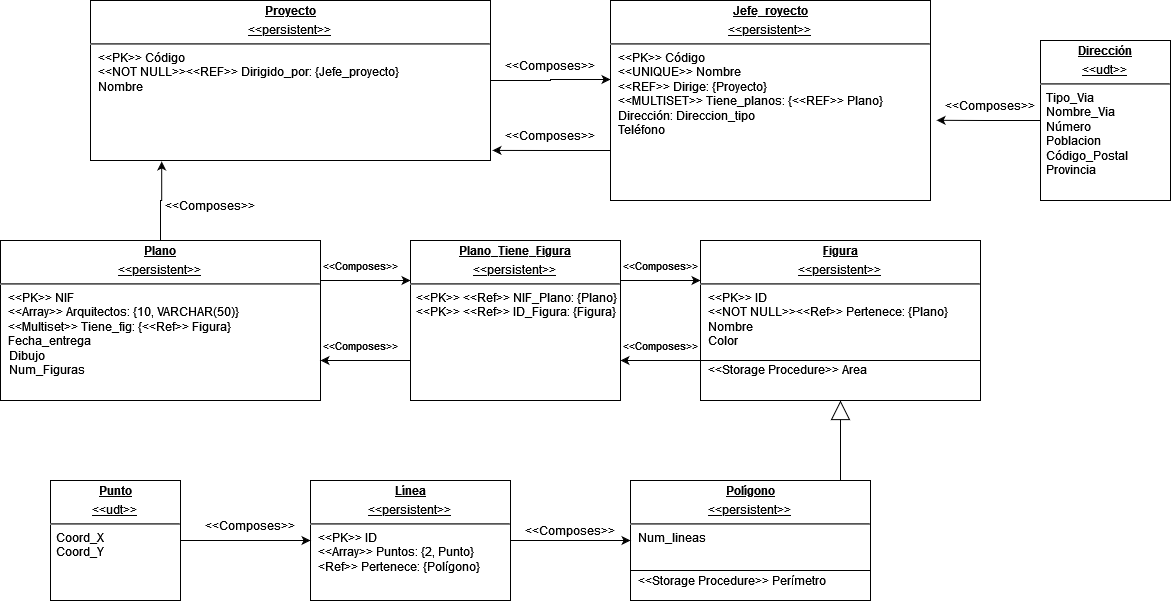 Proyecto
<<persistent>>
<<PK>> Código
<<NOT NULL>><<REF>> Dirigido_por: {Jefe_proyecto}
Nombre
<<Composes>>
<<Composes>>
Jefe_royecto
<<persistent>>
<<PK>> Código
<<UNIQUE>> Nombre
<<REF>> Dirige: {Proyecto}
<<MULTISET>> Tiene_planos: {<<REF>> Plano}
Dirección: Direccion_tipo
Teléfono
<<Composes>>
Dirección
<<udt>>
Tipo_Via
Nombre_Via
Número
Poblacion
Código_Postal
Provincia
<<Composes>>
Plano
<<persistent>>
<<PK>> NIF
<<Array>> Arquitectos: {10, VARCHAR(50)}
<<Multiset>> Tiene_fig: {<<Ref>> Figura}
Fecha_entrega
Dibujo
Num_Figuras
<<Composes>>
<<Composes>>
Plano_Tiene_Figura
<<persistent>>
<<PK>> <<Ref>> NIF_Plano: {Plano}
<<PK>> <<Ref>> ID_Figura: {Figura}
<<Composes>>
<<Composes>>
Figura
<<persistent>>
<<PK>> ID
<<NOT NULL>><<Ref>> Pertenece: {Plano}
Nombre
Color
<<Storage Procedure>> Area
Punto
<<udt>>
Coord_X
Coord_Y
<<Composes>>
Línea
<<persistent>>
<<PK>> ID
<<Array>> Puntos: {2, Punto}
<Ref>> Pertenece: {Polígono}
<<Composes>>
Polígono
<<persistent>>
Num_lineas
<<Storage Procedure>> Perímetro